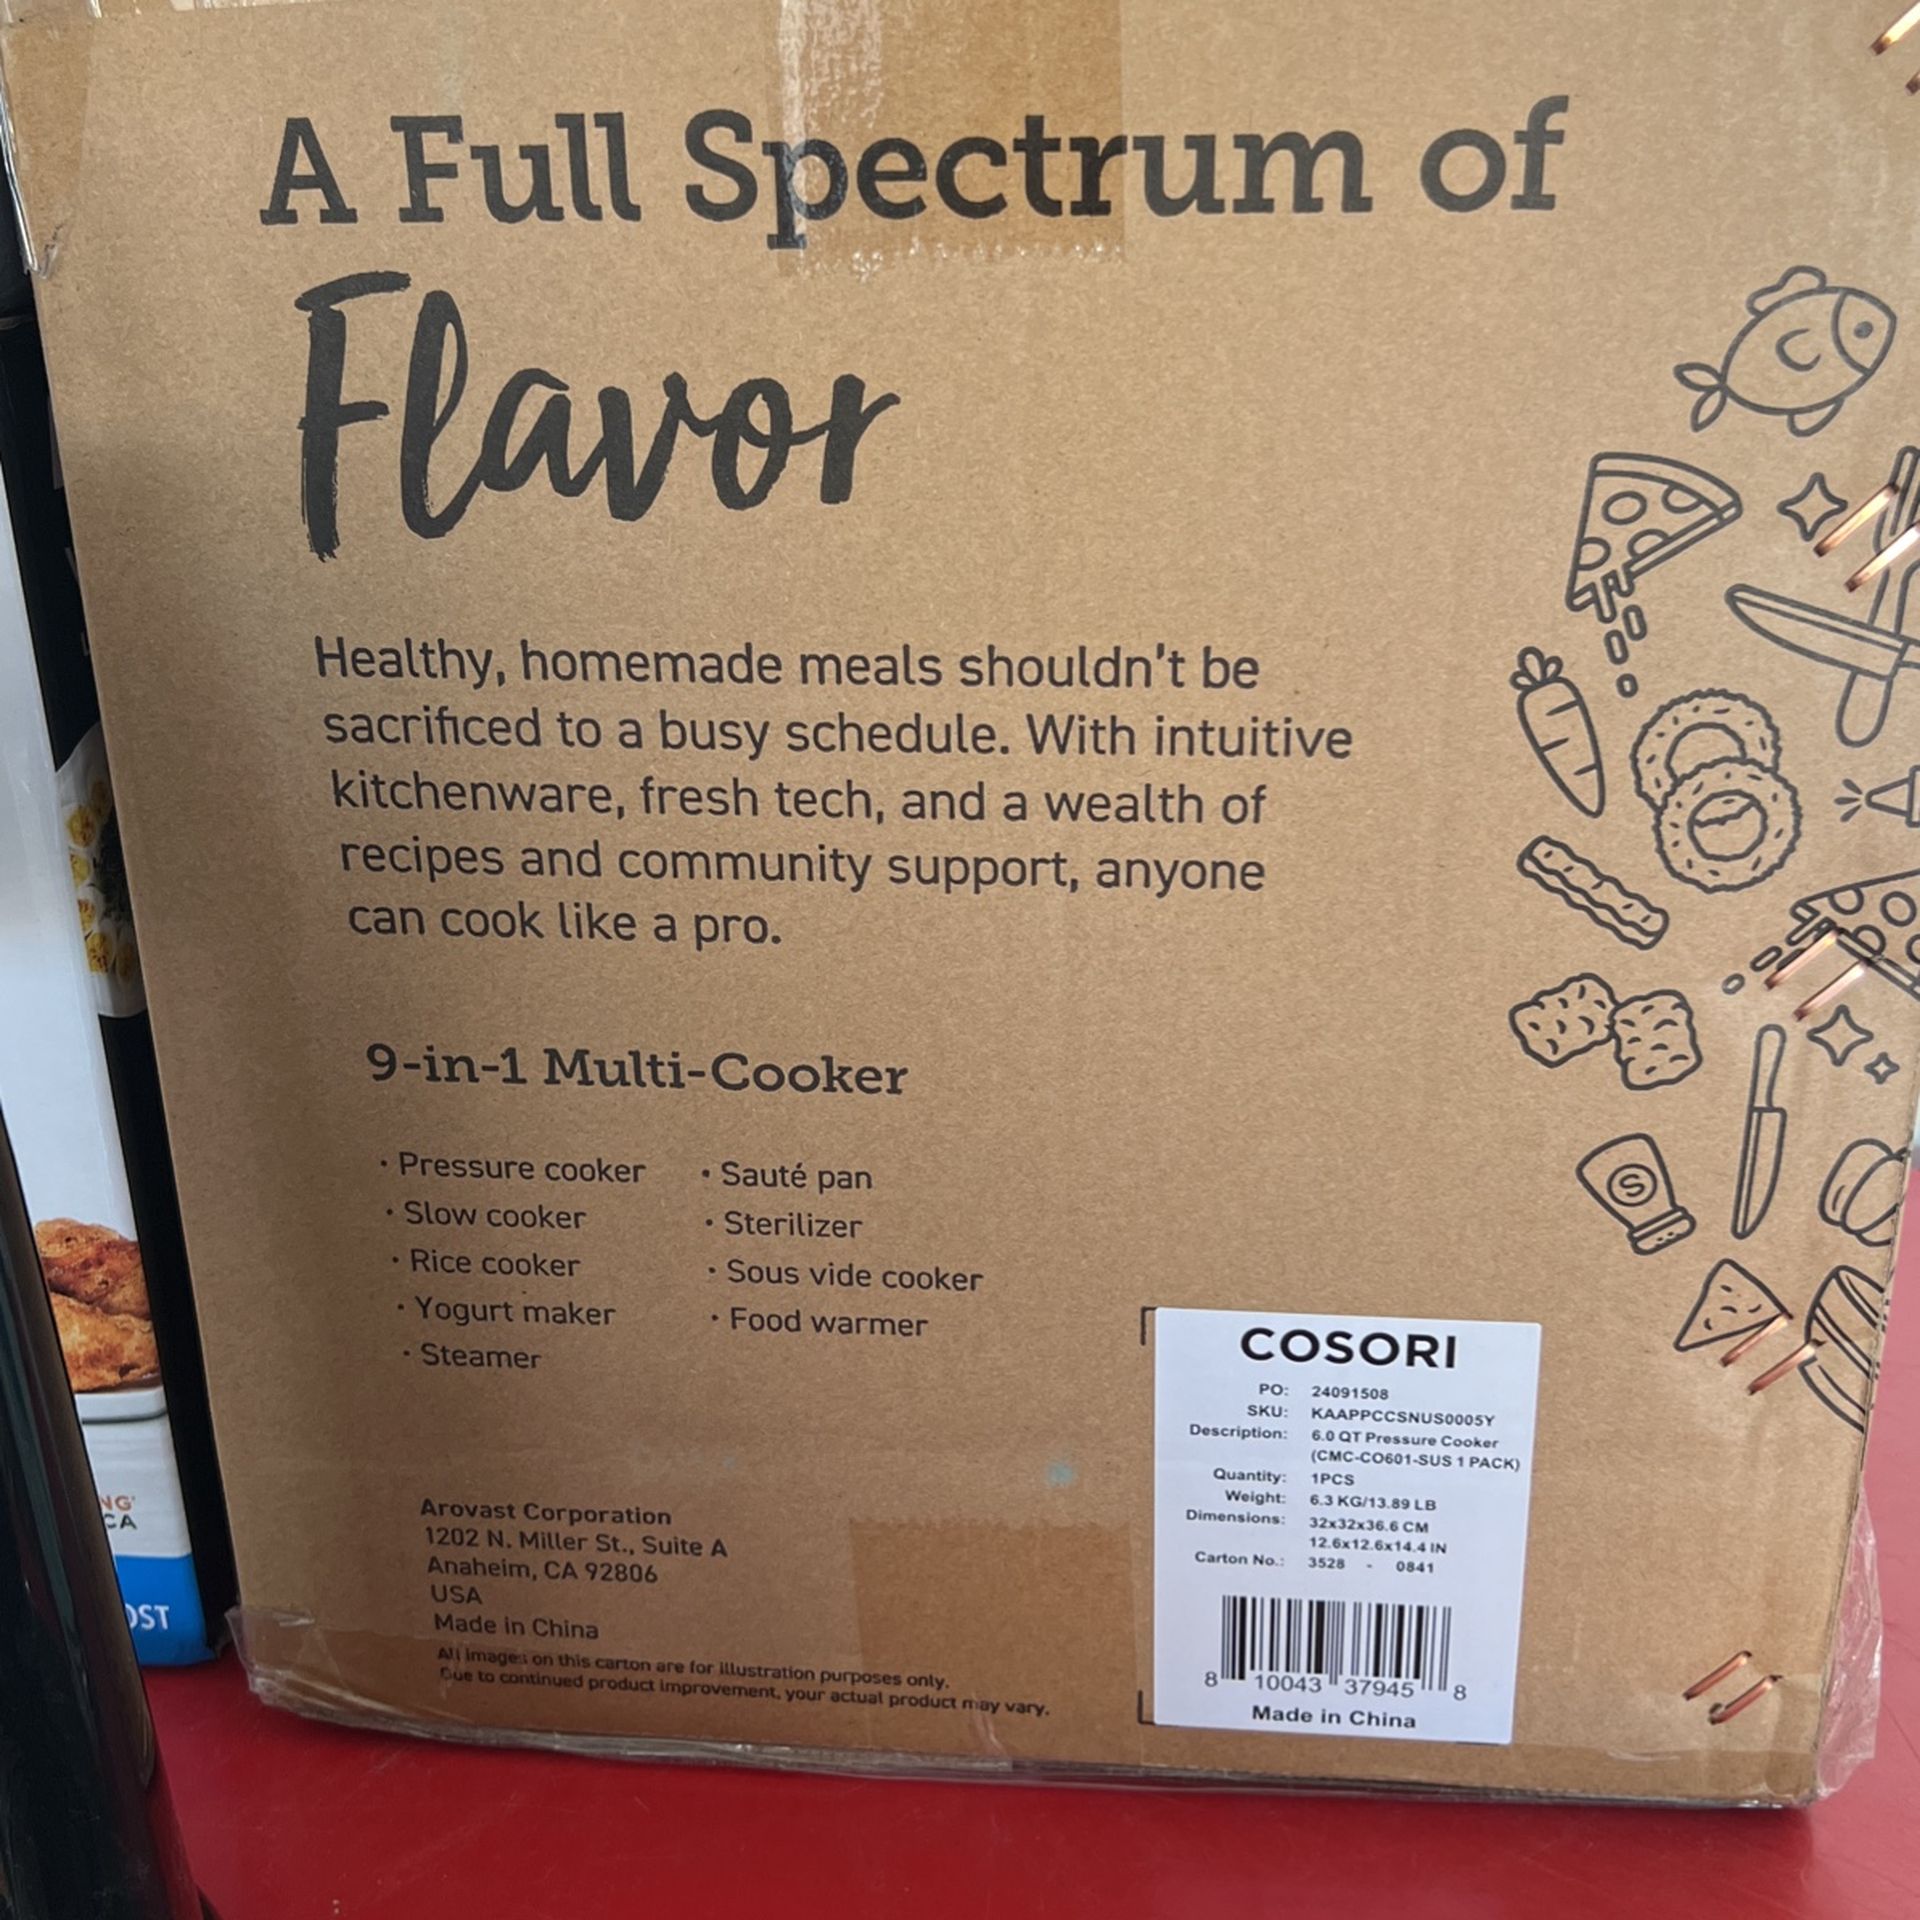 A Full Spectrum of
Flavor
Healthy, homemade meals shouldn't be
sacrificed to a busy schedule. With intuitive
kitchenware, fresh tech, and a wealth of
recipes and community support, anyone
can cook like a pro.
9-in-1 Multi-Cooker
· Pressure cooker
· Slow cooker
· Rice cooker
· Yogurt maker
· Steamer
· Sauté pan
· Sterilizer
· Sous vide cooker
· Food warmer
Arovast Corporation
1202 N. Miller St., Suite A
Anaheim, CA 92806
USA
Made in China
All images on this carton are for illustration purposes only.
Due to continued product improvement, your actual product may vary.
COSORI
PO: 24091508
SKU: KAAPPCCSNUS0005Y
Description: 6.0 QT Pressure Cooker
(CMC-CO601-SUS 1 PACK)
Quantity: 1PCS
Weight: 6.3 KG/13.89 LB
Dimensions: 32x32x36.6 CM
12.6x12.6x14.4 IN
Carton No.: 3528 - 0841
8 10043 37945 8
Made in China
S